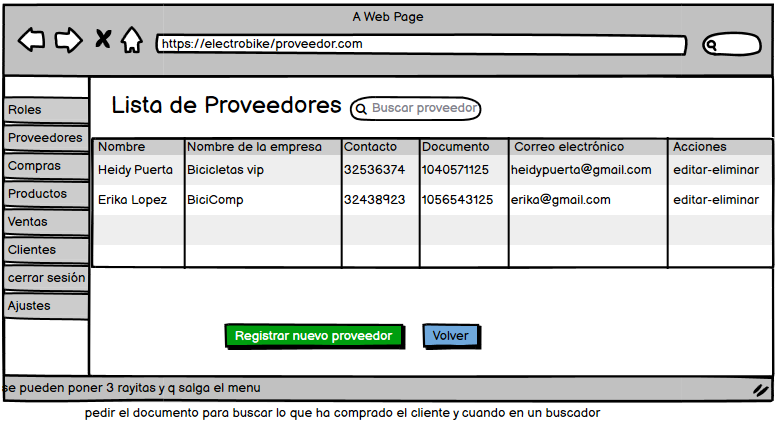 A Web Page
https://electrobike/proveedor.com
Lista de Proveedores
Buscar proveedor
Roles
Proveedores
Compras
Productos
Ventas
Clientes
cerrar sesión
Ajustes
Nombre Nombre de la empresa Contacto Documento Correo electrónico Acciones
Heidy Puerta Bicicletas vip 32536374 1040571125 heidypuerta@gmail.com editar-eliminar
Erika Lopez BiciComp 32438923 1056543125 erika@gmail.com editar-eliminar
Registrar nuevo proveedor Volver
se pueden poner 3 rayitas y q salga el menu
pedir el documento para buscar lo que ha comprado el cliente y cuando en un buscador